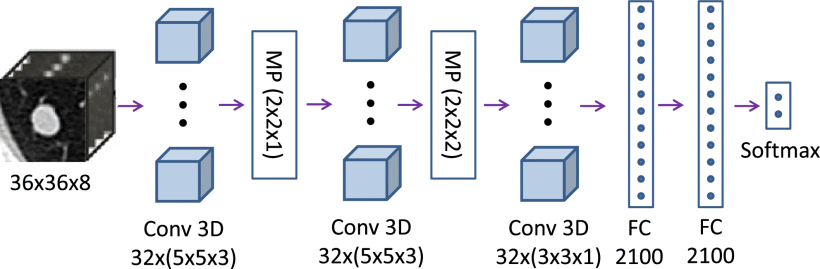 36x36x8
Conv 3D
32x(5x5x3)
MP (2x2x1)
Conv 3D
32x(5x5x3)
MP (2x2x2)
Conv 3D
32x(3x3x1)
FC
2100
FC
2100
Softmax